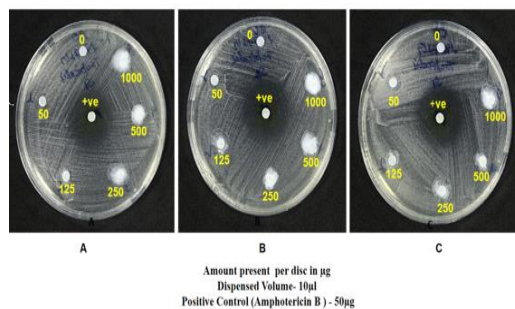 0
1000
50
+ve
500
125
250
A
0
50
1000
+ve
125
500
250
B
0
50
1000
+ve
125
500
250
C
A
B
C
Amount present per disc in µg
Dispensed Volume- 10µl
Positive Control (Amphotericin B ) - 50µg